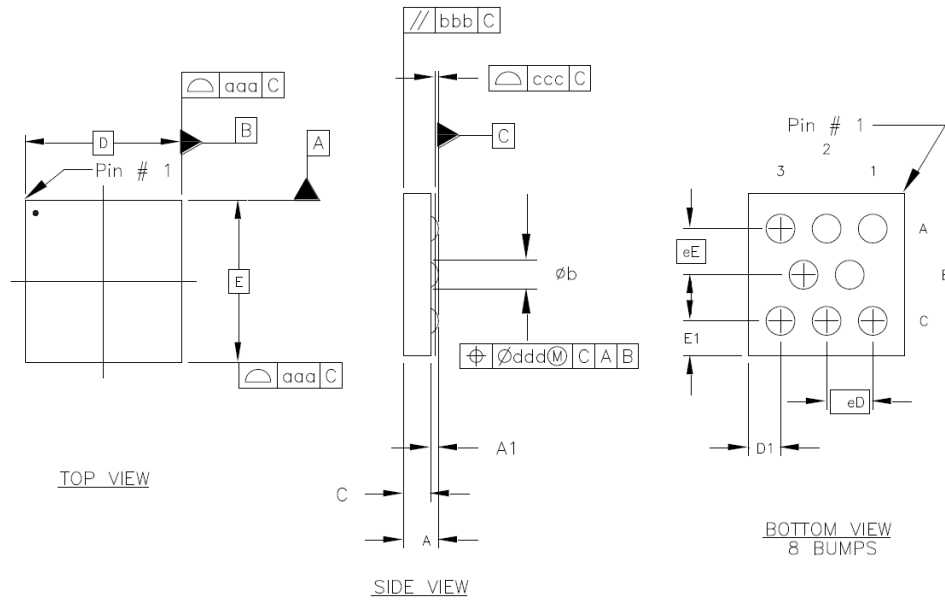 // bbb C
⌓ ccc C
⌓ aaa C
D
B
A
C
Pin # 1
E
⌓ aaa C
Øb
⌖ Øddd Ⓜ C A B
A1
C
A
TOP VIEW
SIDE VIEW
Pin # 1
2
3 1
A
eE
C
E1
eD
D1
BOTTOM VIEW
8 BUMPS